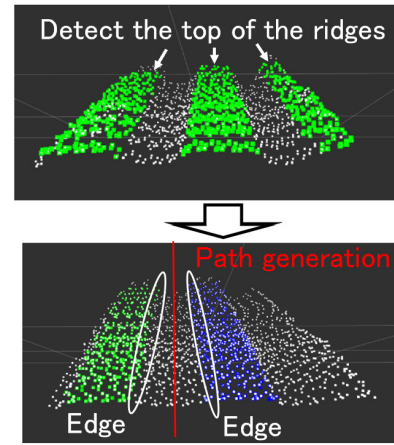 Detect the top of the ridges
Path generation
Edge
Edge